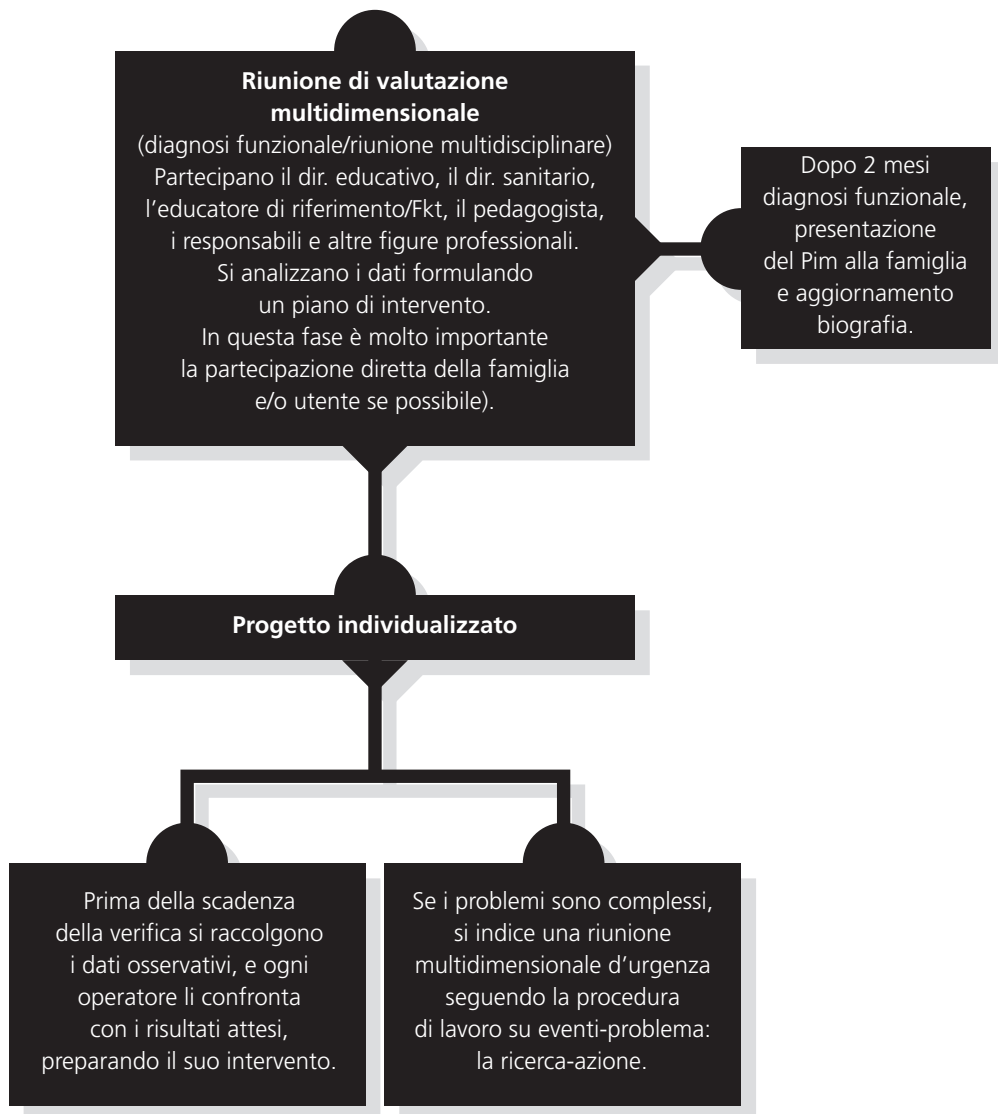 Riunione di valutazione
multidimensionale
(diagnosi funzionale/riunione multidisciplinare)
Partecipano il dir. educativo, il dir. sanitario,
l'educatore di riferimento/Fkt, il pedagogista,
i responsabili e altre figure professionali.
Si analizzano i dati formulando
un piano di intervento.
In questa fase è molto importante
la partecipazione diretta della famiglia
e/o utente se possibile).
Dopo 2 mesi
diagnosi funzionale,
presentazione
del Pim alla famiglia
e aggiornamento
biografia.
Progetto individualizzato
Prima della scadenza
della verifica si raccolgono
i dati osservativi, e ogni
operatore li confronta
con i risultati attesi,
preparando il suo intervento.
Se i problemi sono complessi,
si indice una riunione
multidimensionale d'urgenza
seguendo la procedura
di lavoro su eventi-problema:
la ricerca-azione.